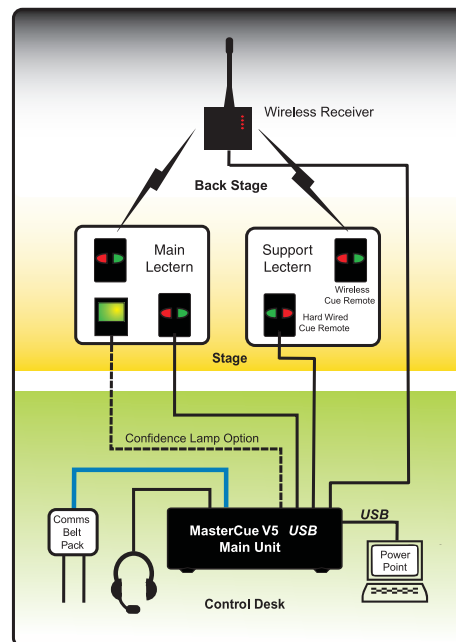 Wireless Receiver
Back Stage
Main
Lectern
Support
Lectern
Wireless
Cue Remote
Hard Wired
Cue Remote
Stage
Confidence Lamp Option
Comms
Belt
Pack
MasterCue V5 USB
Main Unit
USB
Power
Point
Control Desk